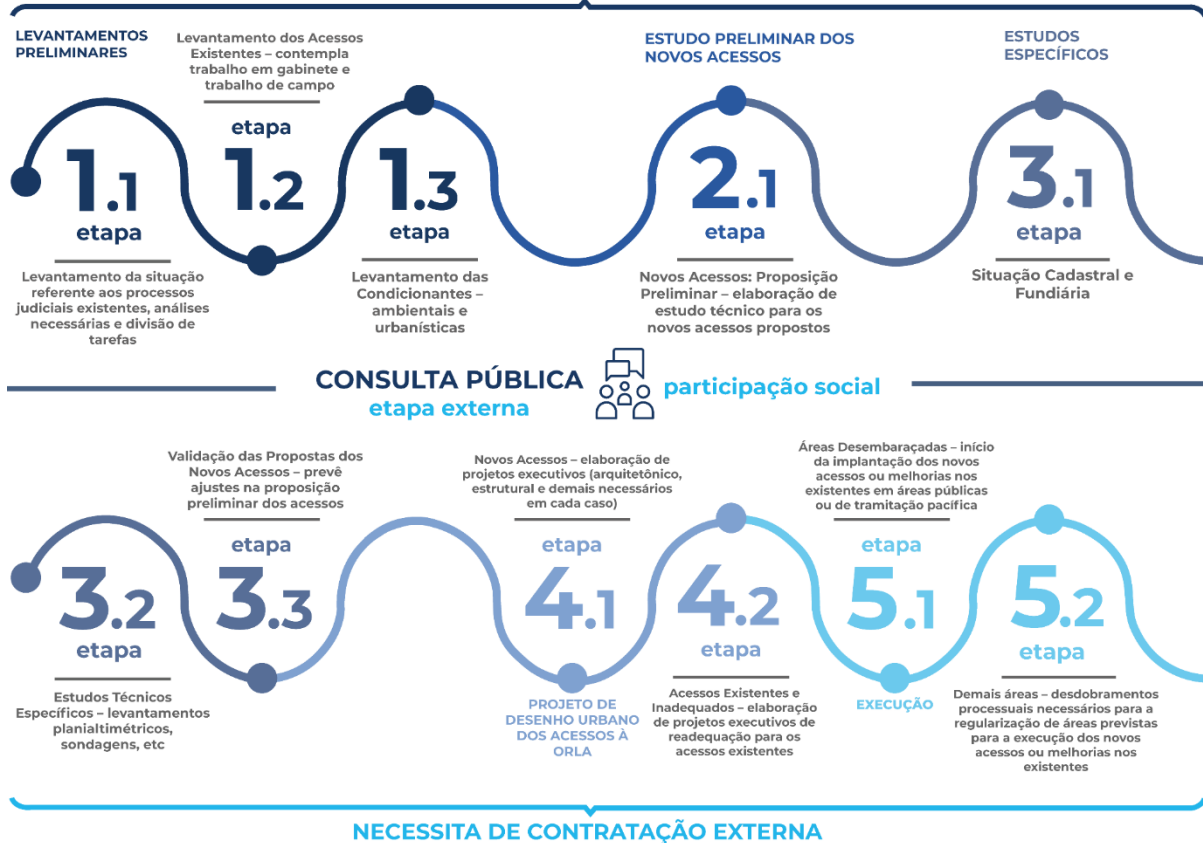 LEVANTAMENTOS
PRELIMINARES
etapa
1.1
Levantamento da situação
referente aos processos
judiciais existentes, análises
necessárias e divisão de
tarefas
Levantamento dos Acessos
Existentes – contempla
trabalho em gabinete e
trabalho de campo
etapa
1.2
1.3
etapa
Levantamento das
Condicionantes –
ambientais e
urbanísticas
ESTUDO PRELIMINAR DOS
NOVOS ACESSOS
2.1
etapa
Novos Acessos: Proposição
Preliminar – elaboração de
estudo técnico para os
novos acessos propostos
ESTUDOS
ESPECÍFICOS
3.1
etapa
Situação Cadastral e
Fundiária
CONSULTA PÚBLICA
etapa externa
participação social
3.2
etapa
Estudos Técnicos
Específicos – levantamentos
planialtimétricos,
sondagens, etc
Validação das Propostas dos
Novos Acessos – prevê
ajustes na proposição
preliminar dos acessos
etapa
3.3
Novos Acessos – elaboração de
projetos executivos (arquitetônico,
estrutural e demais necessários
em cada caso)
etapa
4.1
PROJETO DE
DESENHO URBANO
DOS ACESSOS À
ORLA
4.2
etapa
Acessos Existentes e
Inadequados – elaboração
de projetos executivos de
readequação para os
acessos existentes
Áreas Desembaraçadas – início
da implantação dos novos
acessos ou melhorias nos
existentes em áreas públicas
ou de tramitação pacífica
etapa
5.1
EXECUÇÃO
5.2
etapa
Demais áreas – desdobramentos
processuais necessários para a
regularização de áreas previstas
para a execução dos novos
acessos ou melhorias nos
existentes
NECESSITA DE CONTRATAÇÃO EXTERNA